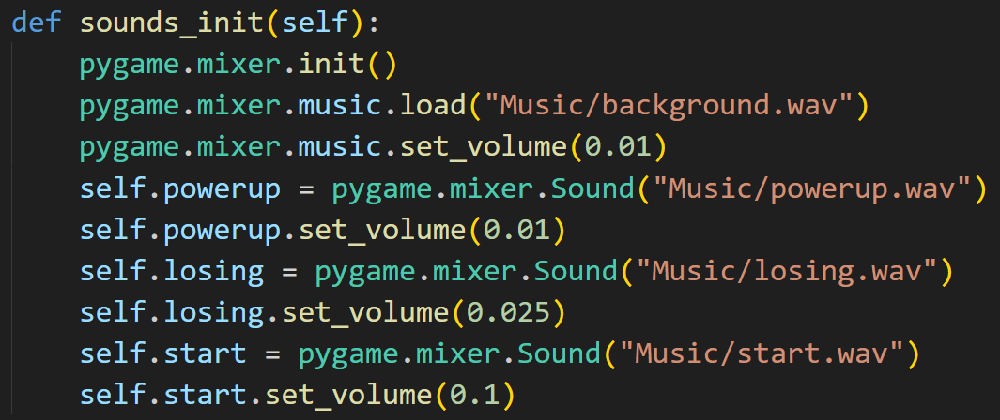 def sounds_init(self):
    pygame.mixer.init()
    pygame.mixer.music.load("Music/background.wav")
    pygame.mixer.music.set_volume(0.01)
    self.powerup = pygame.mixer.Sound("Music/powerup.wav")
    self.powerup.set_volume(0.01)
    self.losing = pygame.mixer.Sound("Music/losing.wav")
    self.losing.set_volume(0.025)
    self.start = pygame.mixer.Sound("Music/start.wav")
    self.start.set_volume(0.1)